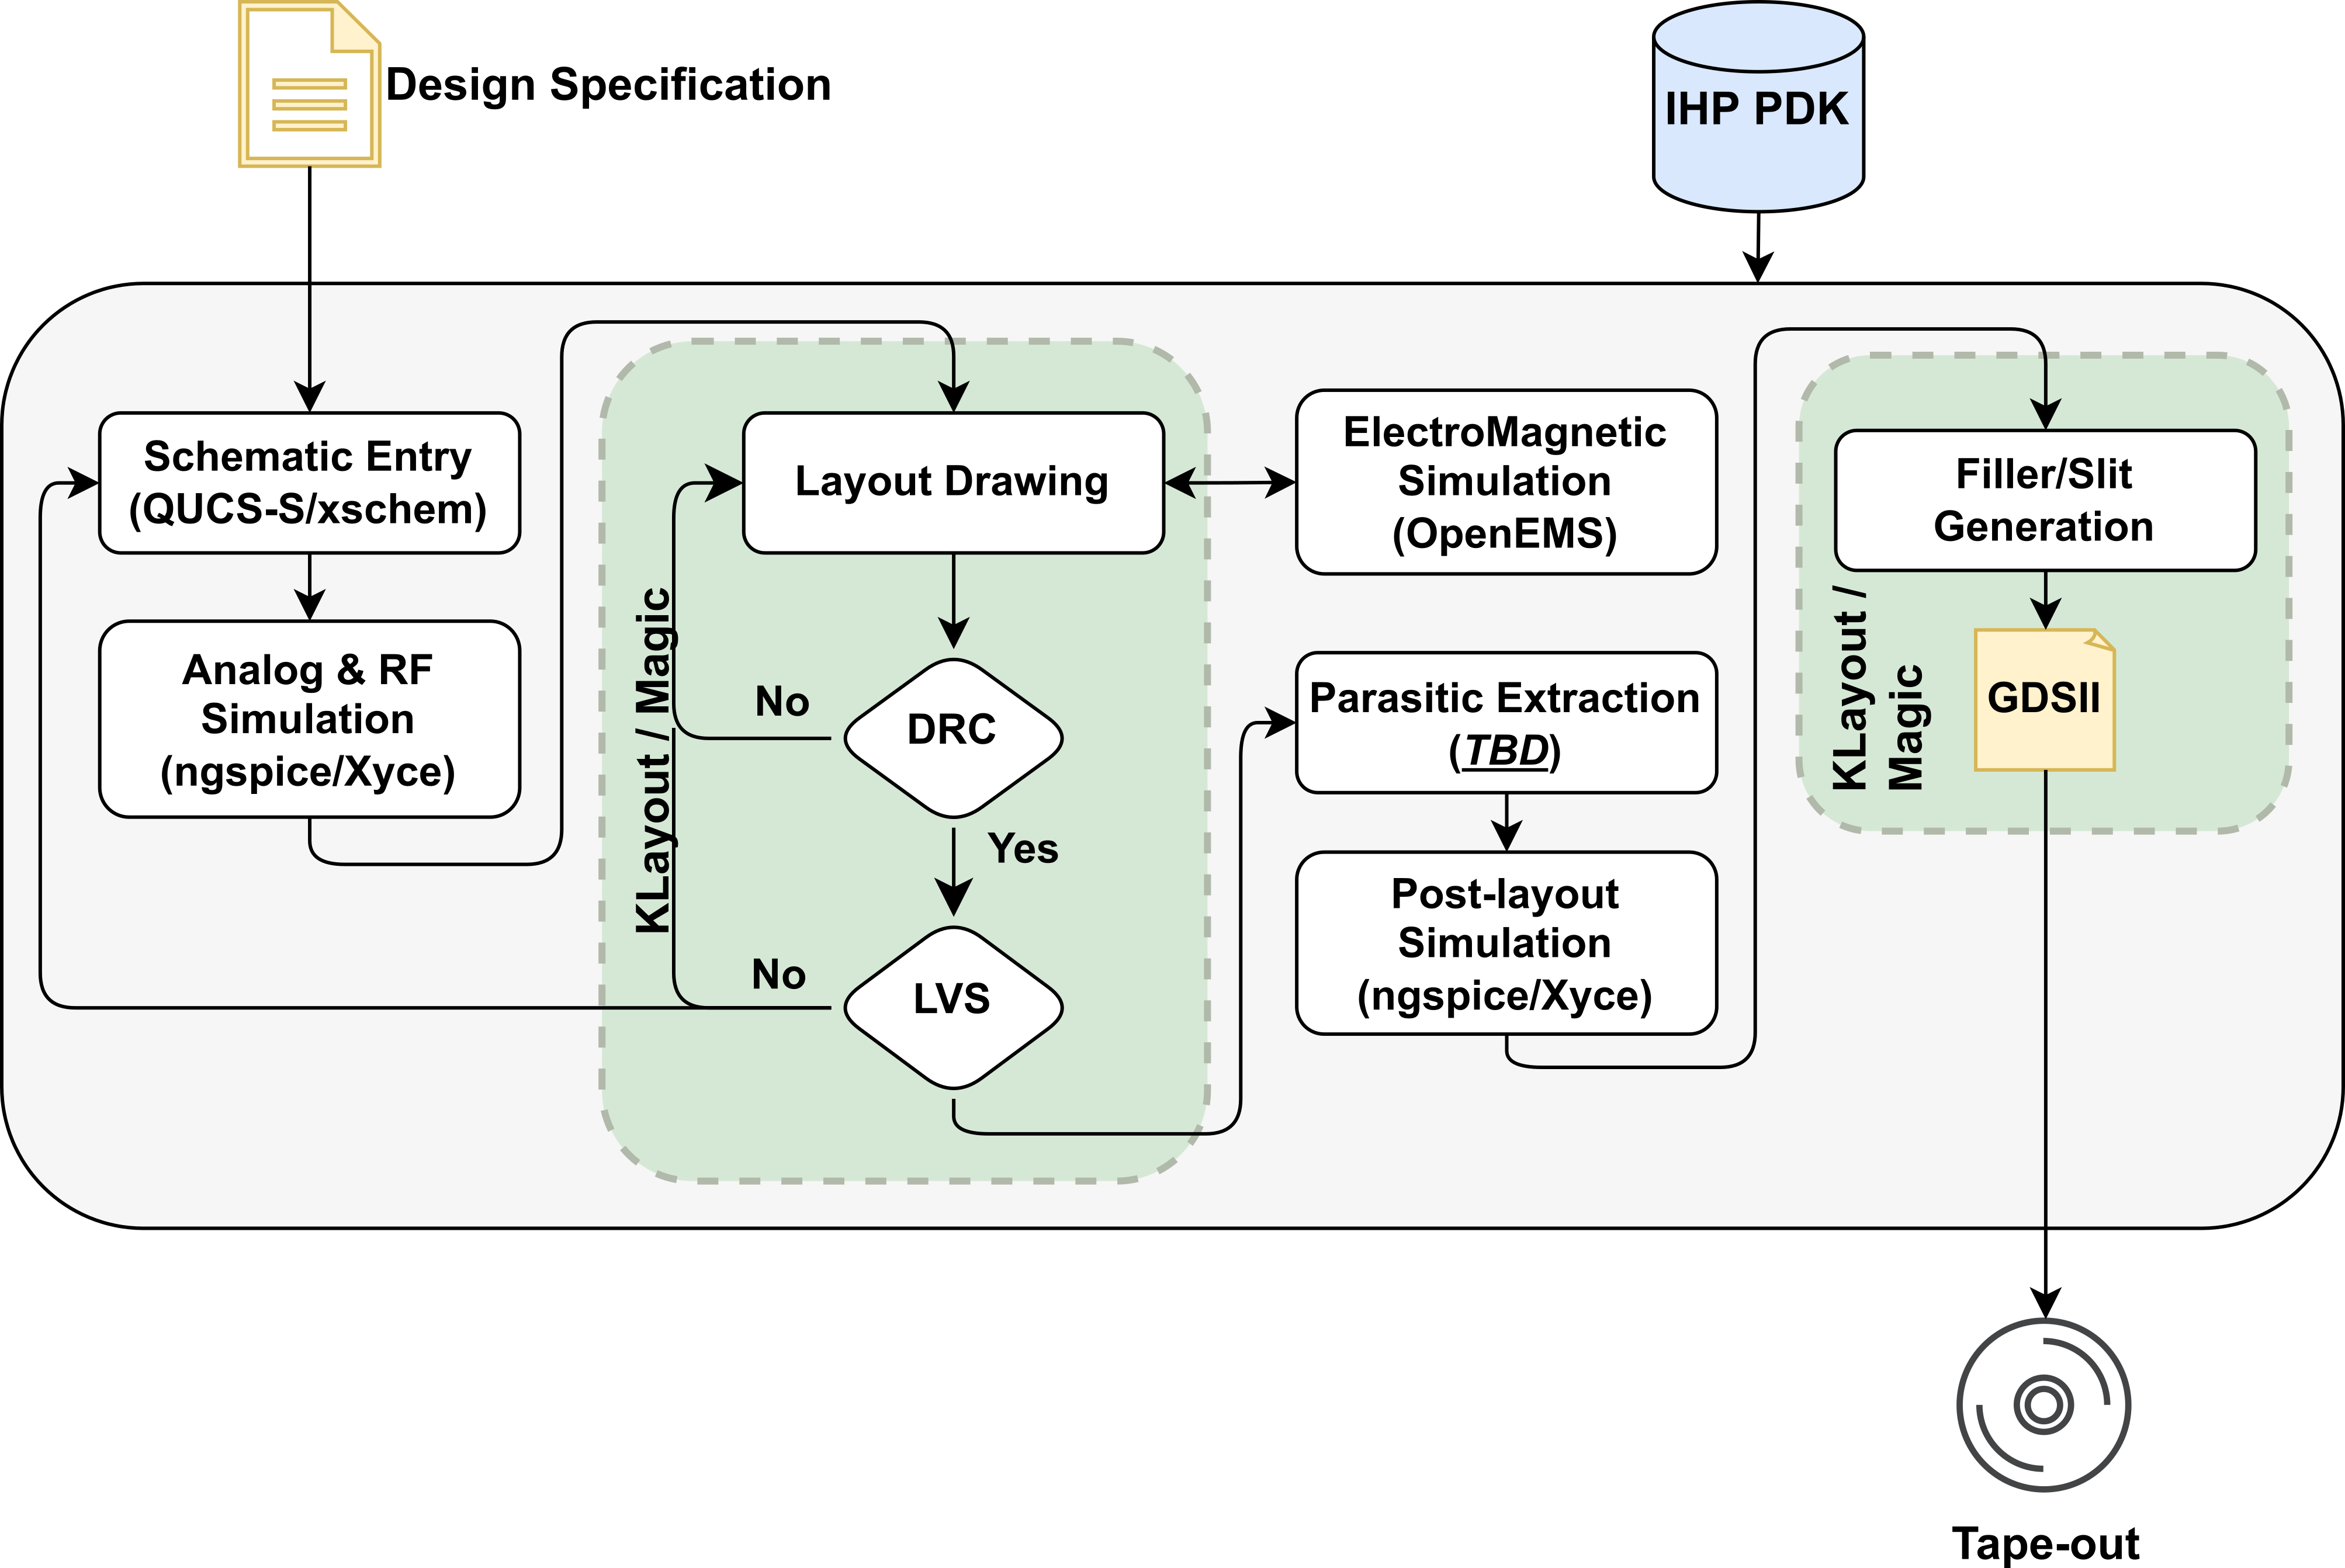 Design Specification
IHP PDK
Schematic Entry
(QUCS-S/xschem)
Analog & RF
Simulation
(ngspice/Xyce)
KLayout / Magic
Layout Drawing
No
DRC
Yes
No
LVS
ElectroMagnetic
Simulation
(OpenEMS)
Parasitic Extraction
(TBD)
Post-layout
Simulation
(ngspice/Xyce)
KLayout /
Magic
Filler/Slit
Generation
GDSII
Tape-out